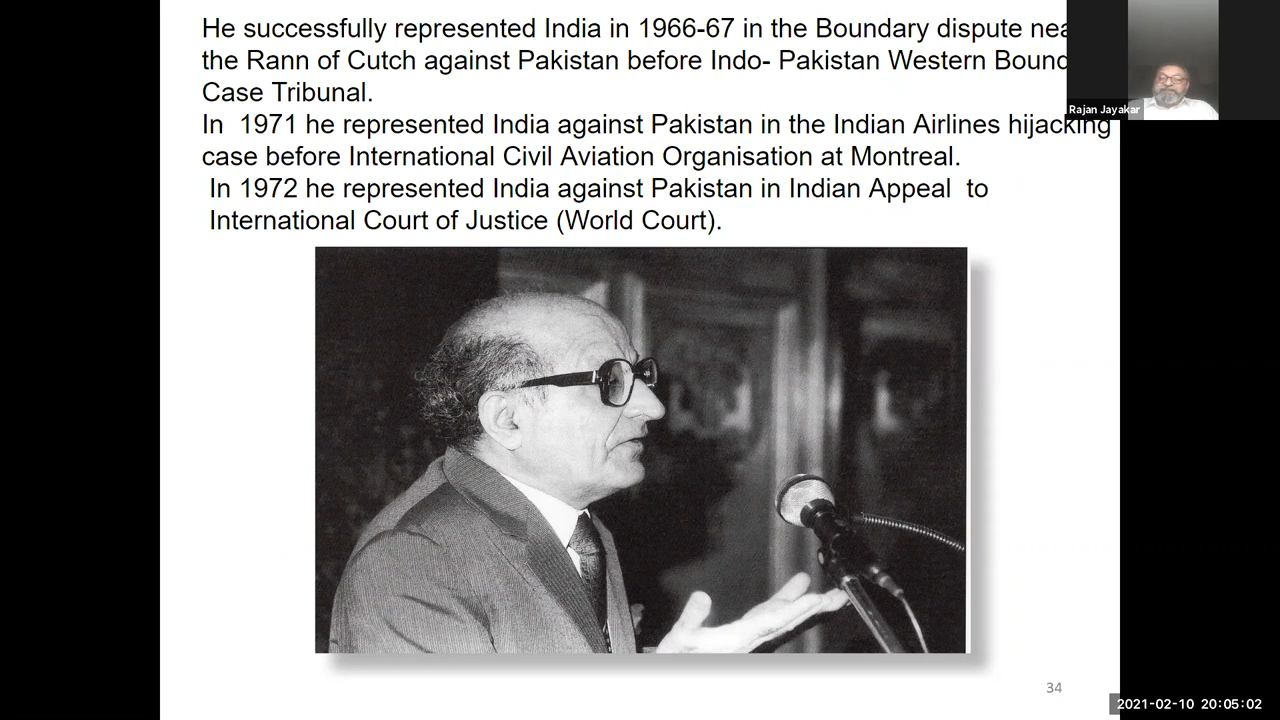 He successfully represented India in 1966-67 in the Boundary dispute
the Rann of Cutch against Pakistan before Indo- Pakistan Western
Case Tribunal.
In  1971 he represented India against Pakistan in the Indian Airlines hijacking
case before International Civil Aviation Organisation at Montreal.
In 1972 he represented India against Pakistan in Indian Appeal  to
International Court of Justice (World Court).
Rajan Jayakar
34
2021-02-10 20:05:02